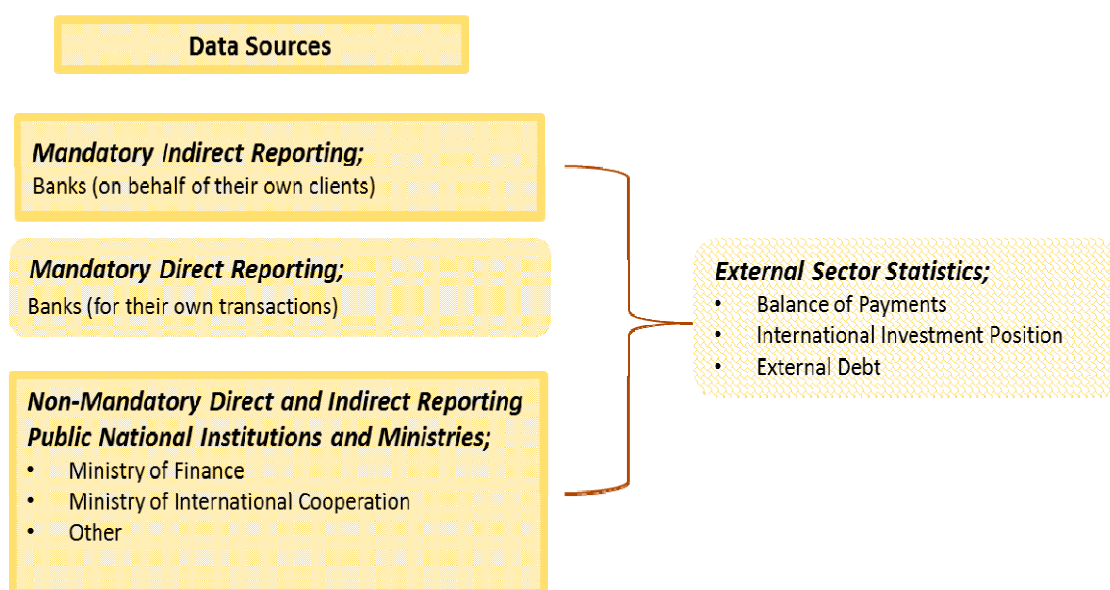 Data Sources
Mandatory Indirect Reporting;
Banks (on behalf of their own clients)
Mandatory Direct Reporting;
Banks (for their own transactions)
Non-Mandatory Direct and Indirect Reporting
Public National Institutions and Ministries;
• Ministry of Finance
• Ministry of International Cooperation
• Other
External Sector Statistics;
• Balance of Payments
• International Investment Position
• External Debt